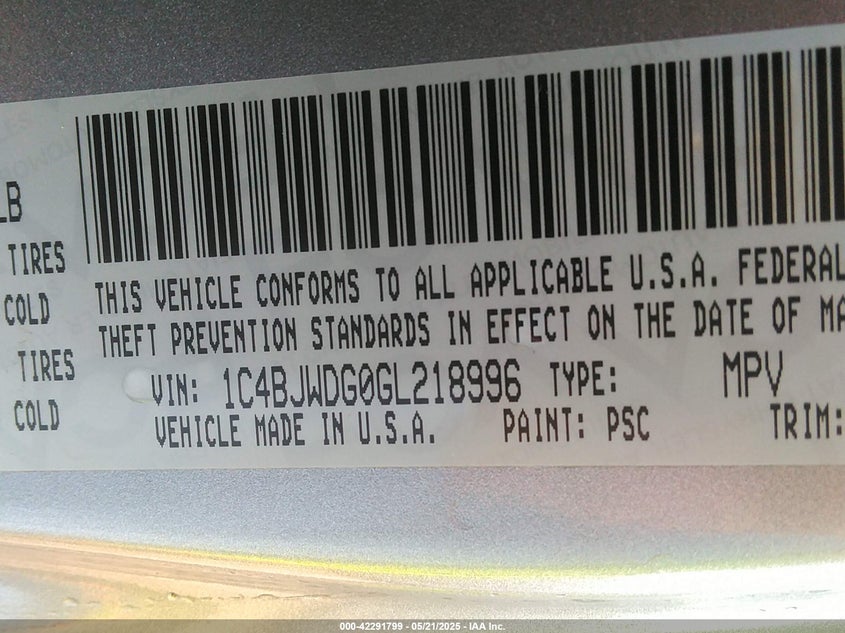 LB
TIRES
COLD
TIRES
COLD
THIS VEHICLE CONFORMS TO ALL APPLICABLE U.S.A. FEDERAL
THEFT PREVENTION STANDARDS IN EFFECT ON THE DATE OF MA
VIN: 1C4BJWDG0GL218996 TYPE: MPV
VEHICLE MADE IN U.S.A. PAINT: PSC TRIM:
000-42291799 - 05/21/2025 - IAA Inc.